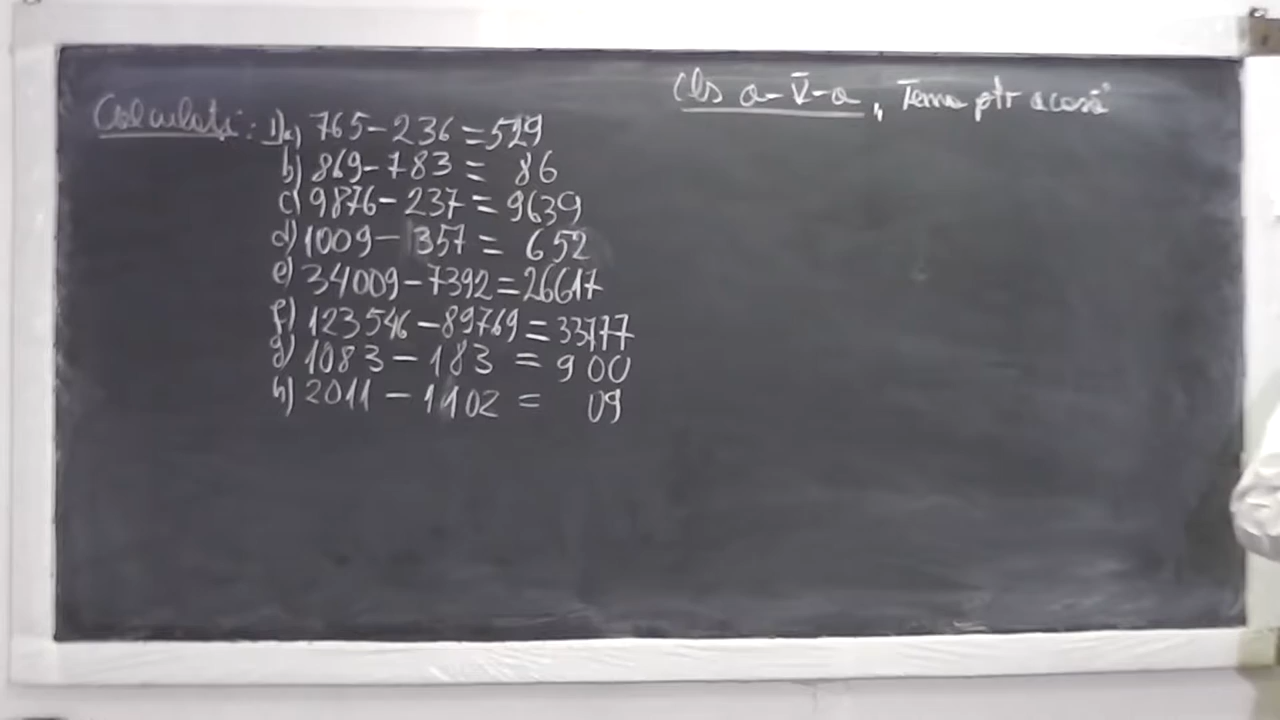 Cls a-V-a, Tema ptr acasă"
Calculați: 1) a) 765-236=529
b) 869-783= 86
c) 9876-237=9639
d) 1009-357= 652
e) 34009-7392=26617
f) 123546-89769=33777
g) 1083-183 = 900
h) 2011-1102 = 09